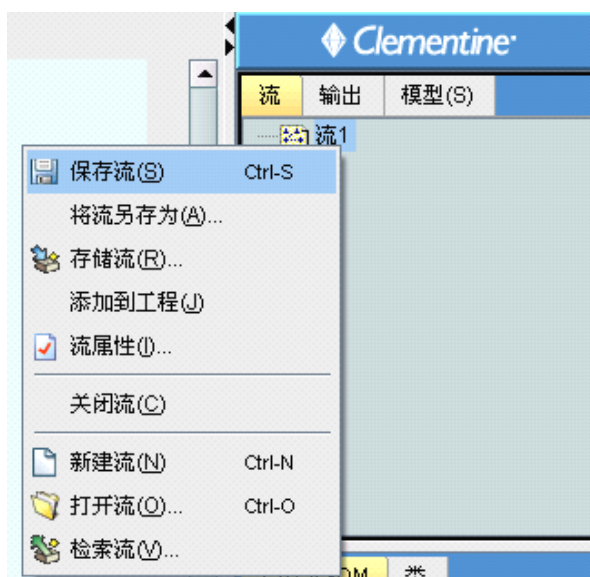 Clementine
流 输出 模型(S)
流1
保存流(S) Ctrl-S
将流另存为(A)...
存储流(R)...
添加到工程(J)
流属性(I)...
关闭流(C)
新建流(N) Ctrl-N
打开流(O)... Ctrl-O
检索流(V)...
类